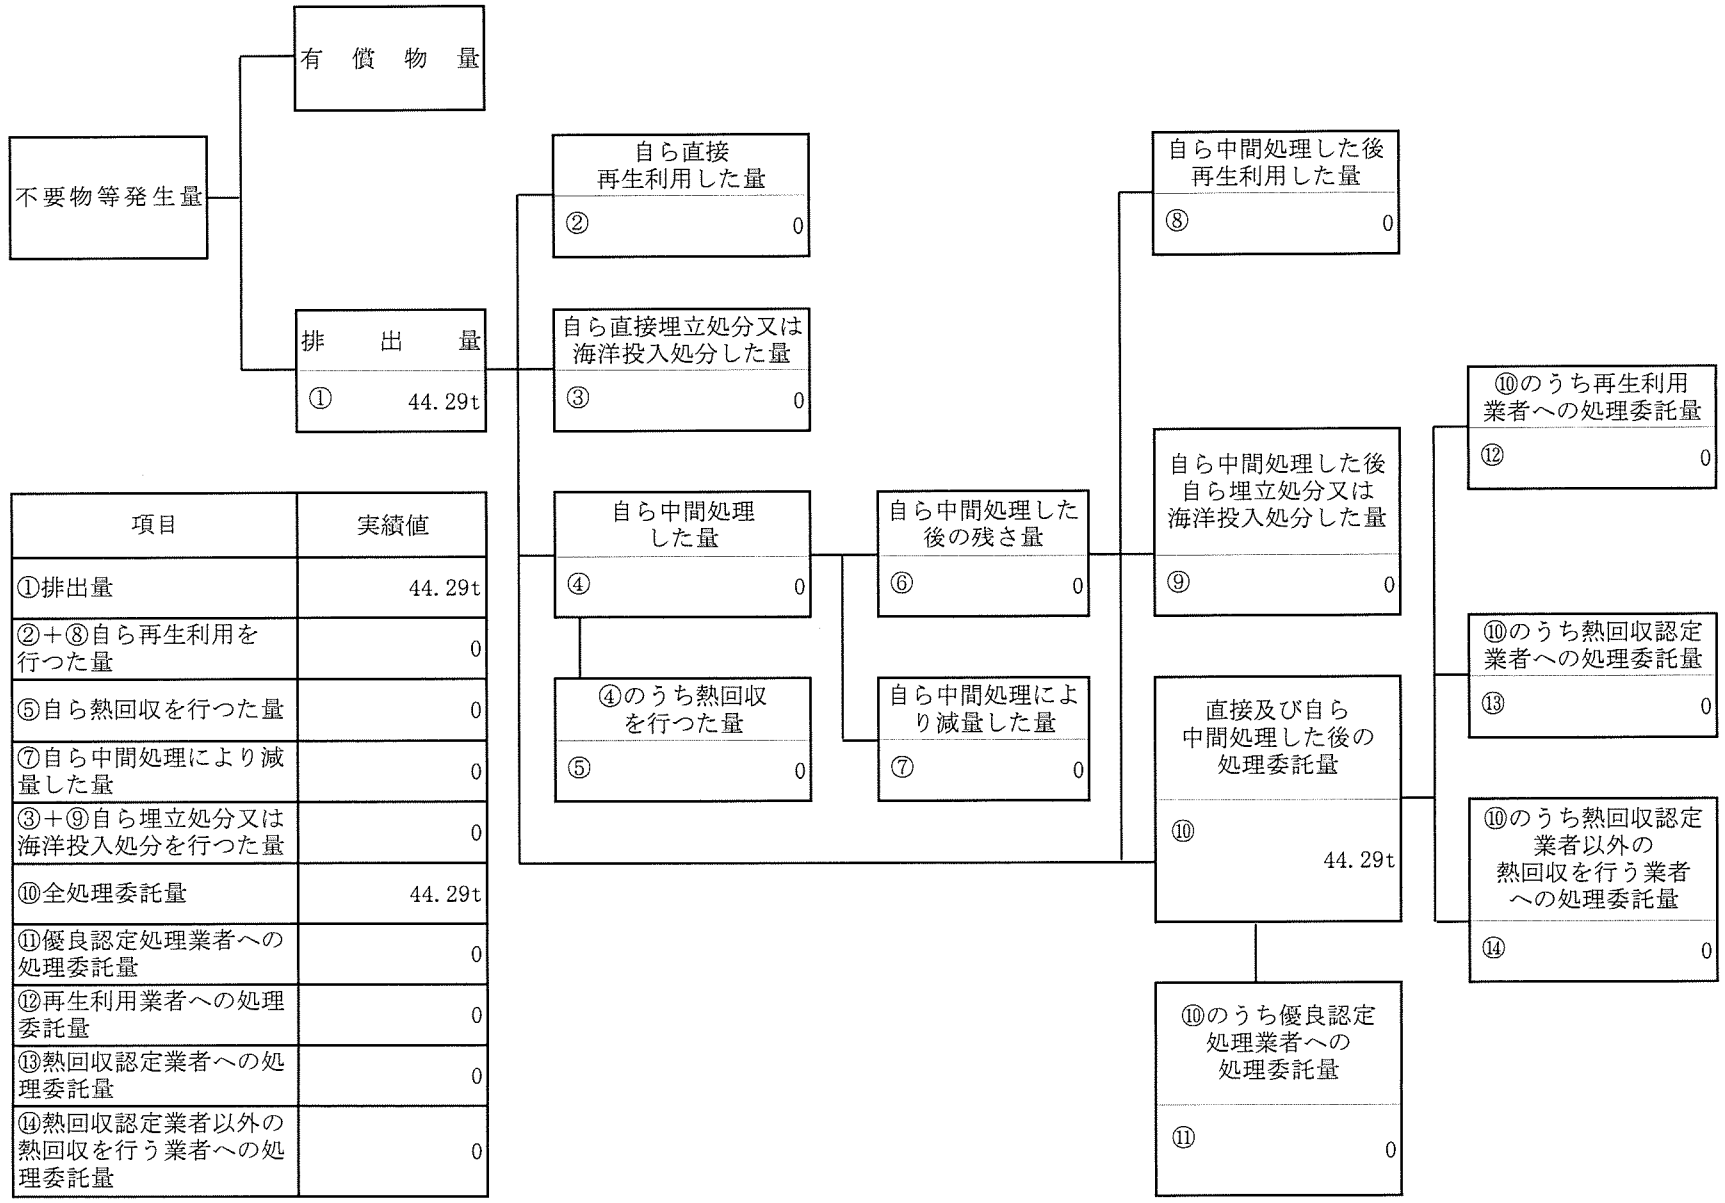 有償物量
不要物等発生量
排出量
① 44.29t
自ら直接
再生利用した量
② 0
自ら直接埋立処分又は
海洋投入処分した量
③ 0
自ら中間処理
した量
④ 0
④のうち熱回収
を行つた量
⑤ 0
自ら中間処理した
後の残さ量
⑥ 0
自ら中間処理によ
り減量した量
⑦ 0
自ら中間処理した後
再生利用した量
⑧ 0
自ら中間処理した後
自ら埋立処分又は
海洋投入処分した量
⑨ 0
直接及び自ら
中間処理した後の
処理委託量
⑩
44.29t
⑩のうち優良認定
処理業者への
処理委託量
⑪ 0
⑩のうち再生利用
業者への処理委託量
⑫ 0
⑩のうち熱回収認定
業者への処理委託量
⑬ 0
⑩のうち熱回収認定
業者以外の
熱回収を行う業者
への処理委託量
⑭ 0
項目 実績値
①排出量 44.29t
②+⑧自ら再生利用を
行つた量 0
⑤自ら熱回収を行つた量 0
⑦自ら中間処理により減
量した量 0
③+⑨自ら埋立処分又は
海洋投入処分を行つた量 0
⑩全処理委託量 44.29t
⑪優良認定処理業者への
処理委託量 0
⑫再生利用業者への処理
委託量 0
⑬熱回収認定業者への処
理委託量 0
⑭熱回収認定業者以外の
熱回収を行う業者への処
理委託量 0